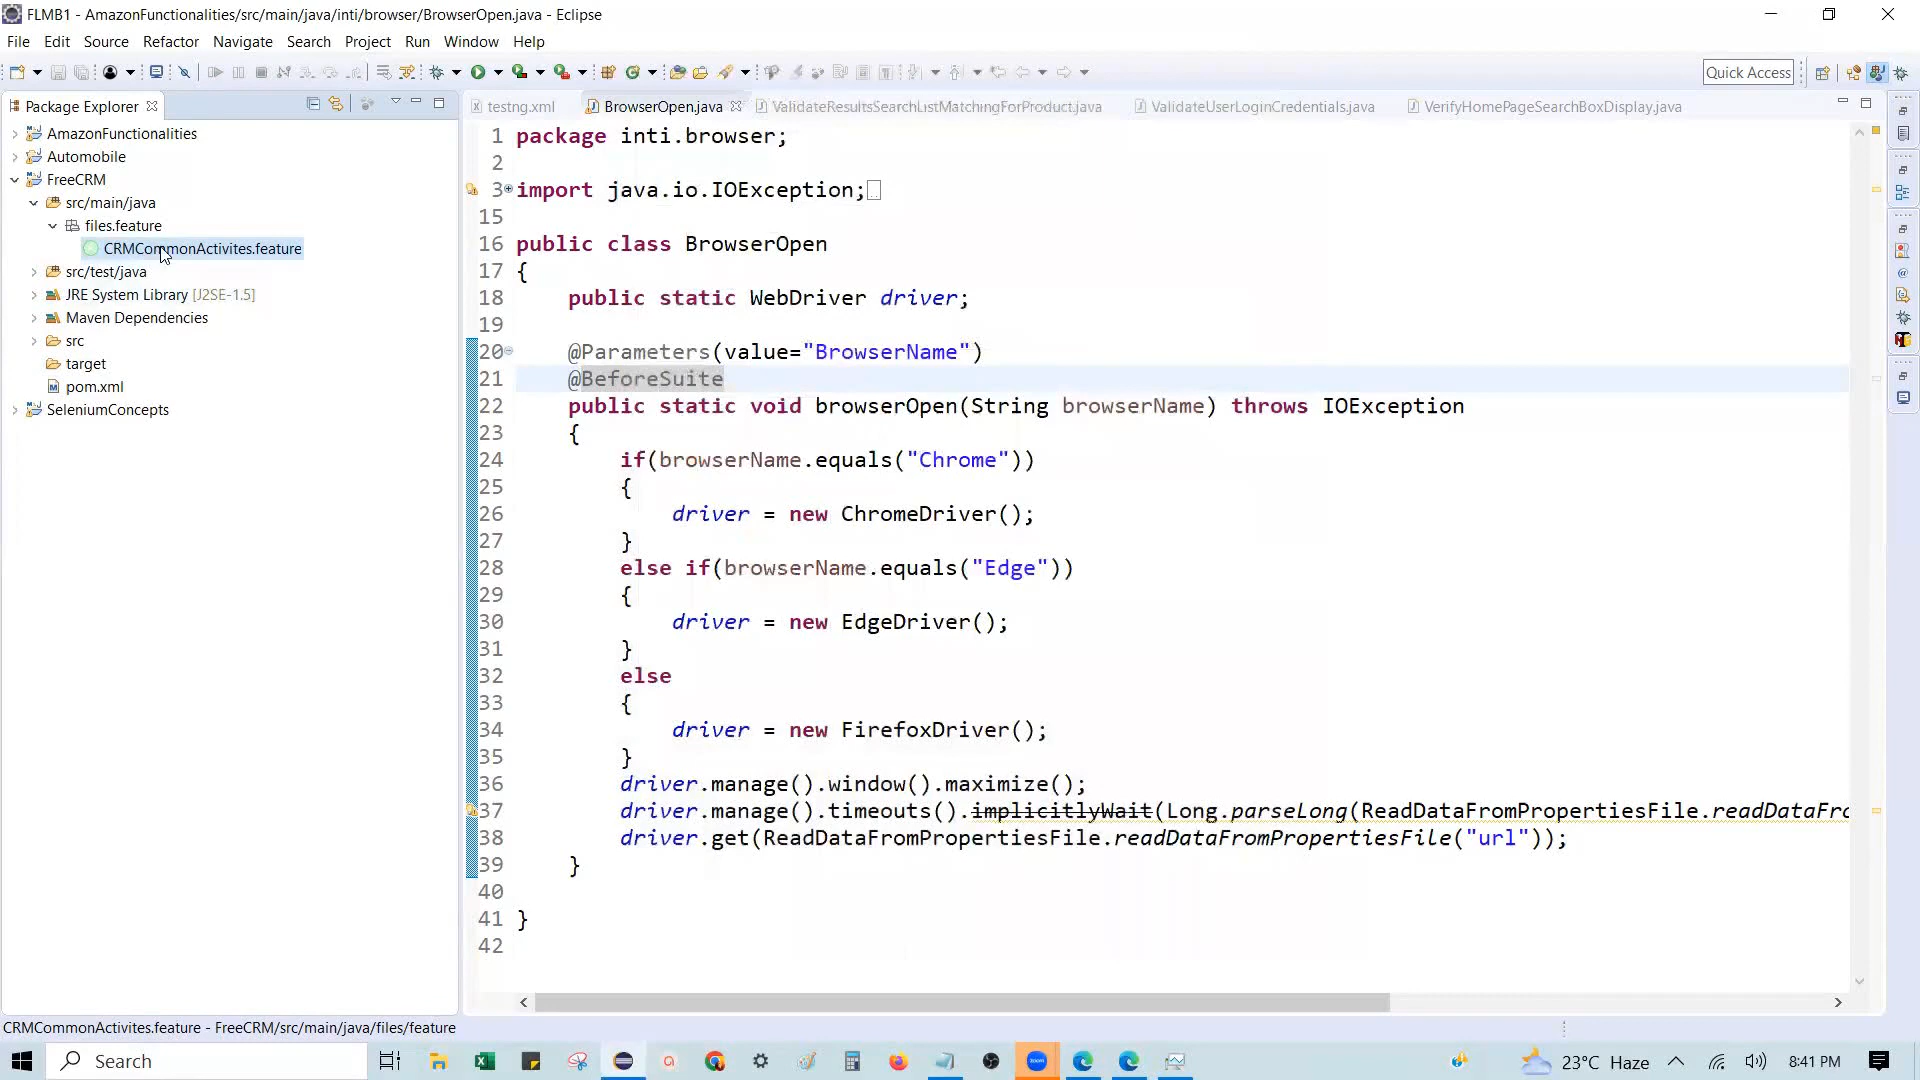 FLMB1 - AmazonFunctionalities/src/main/java/inti/browser/BrowserOpen.java - Eclipse
File Edit Source Refactor Navigate Search Project Run Window Help
Quick Access
Package Explorer
AmazonFunctionalities
Automobile
FreeCRM
src/main/java
files.feature
CRMCommonActivites.feature
src/test/java
JRE System Library [J2SE-1.5]
Maven Dependencies
src
target
pom.xml
SeleniumConcepts
testng.xml BrowserOpen.java ValidateResultsSearchListMatchingForProduct.java ValidateUserLoginCredentials.java VerifyHomePageSearchBoxDisplay.java
1 package inti.browser;
2
3 import java.io.IOException;
15
16 public class BrowserOpen
17 {
18 public static WebDriver driver;
19
20 @Parameters(value="BrowserName")
21 @BeforeSuite
22 public static void browserOpen(String browserName) throws IOException
23 {
24 if(browserName.equals("Chrome"))
25 {
26 driver = new ChromeDriver();
27 }
28 else if(browserName.equals("Edge"))
29 {
30 driver = new EdgeDriver();
31 }
32 else
33 {
34 driver = new FirefoxDriver();
35 }
36 driver.manage().window().maximize();
37 driver.manage().timeouts().implicitlyWait(Long.parseLong(ReadDataFromPropertiesFile.readDataFro
38 driver.get(ReadDataFromPropertiesFile.readDataFromPropertiesFile("url"));
39 }
40
41 }
42
CRMCommonActivites.feature - FreeCRM/src/main/java/files/feature
Search
zoom
23°C Haze
8:41 PM